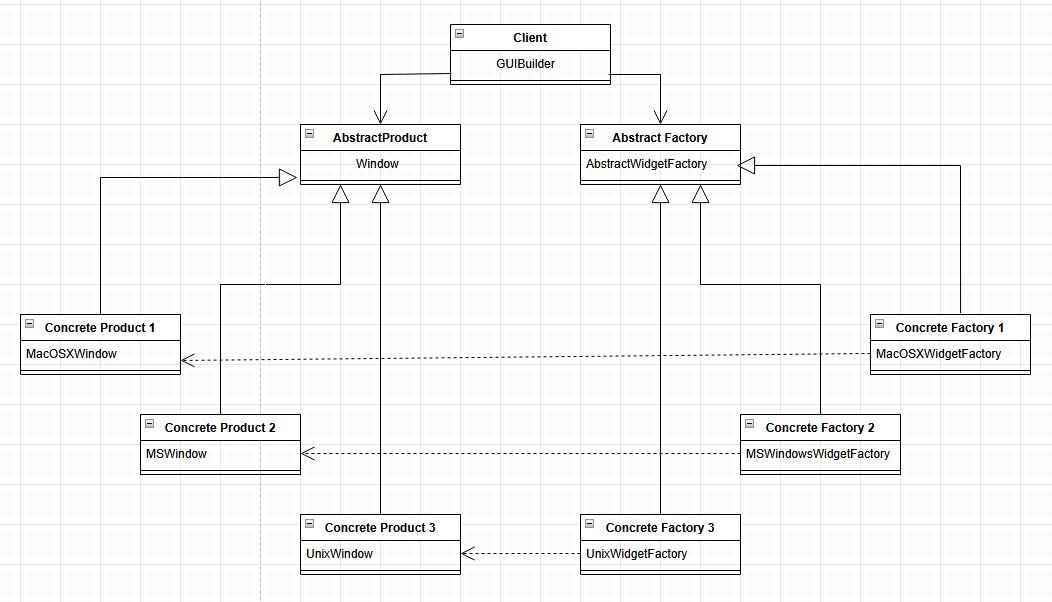 Client
GUIBuilder
AbstractProduct
Window
Abstract Factory
AbstractWidgetFactory
Concrete Product 1
MacOSXWindow
Concrete Factory 1
MacOSXWidgetFactory
Concrete Product 2
MSWindow
Concrete Factory 2
MSWindowsWidgetFactory
Concrete Product 3
UnixWindow
Concrete Factory 3
UnixWidgetFactory